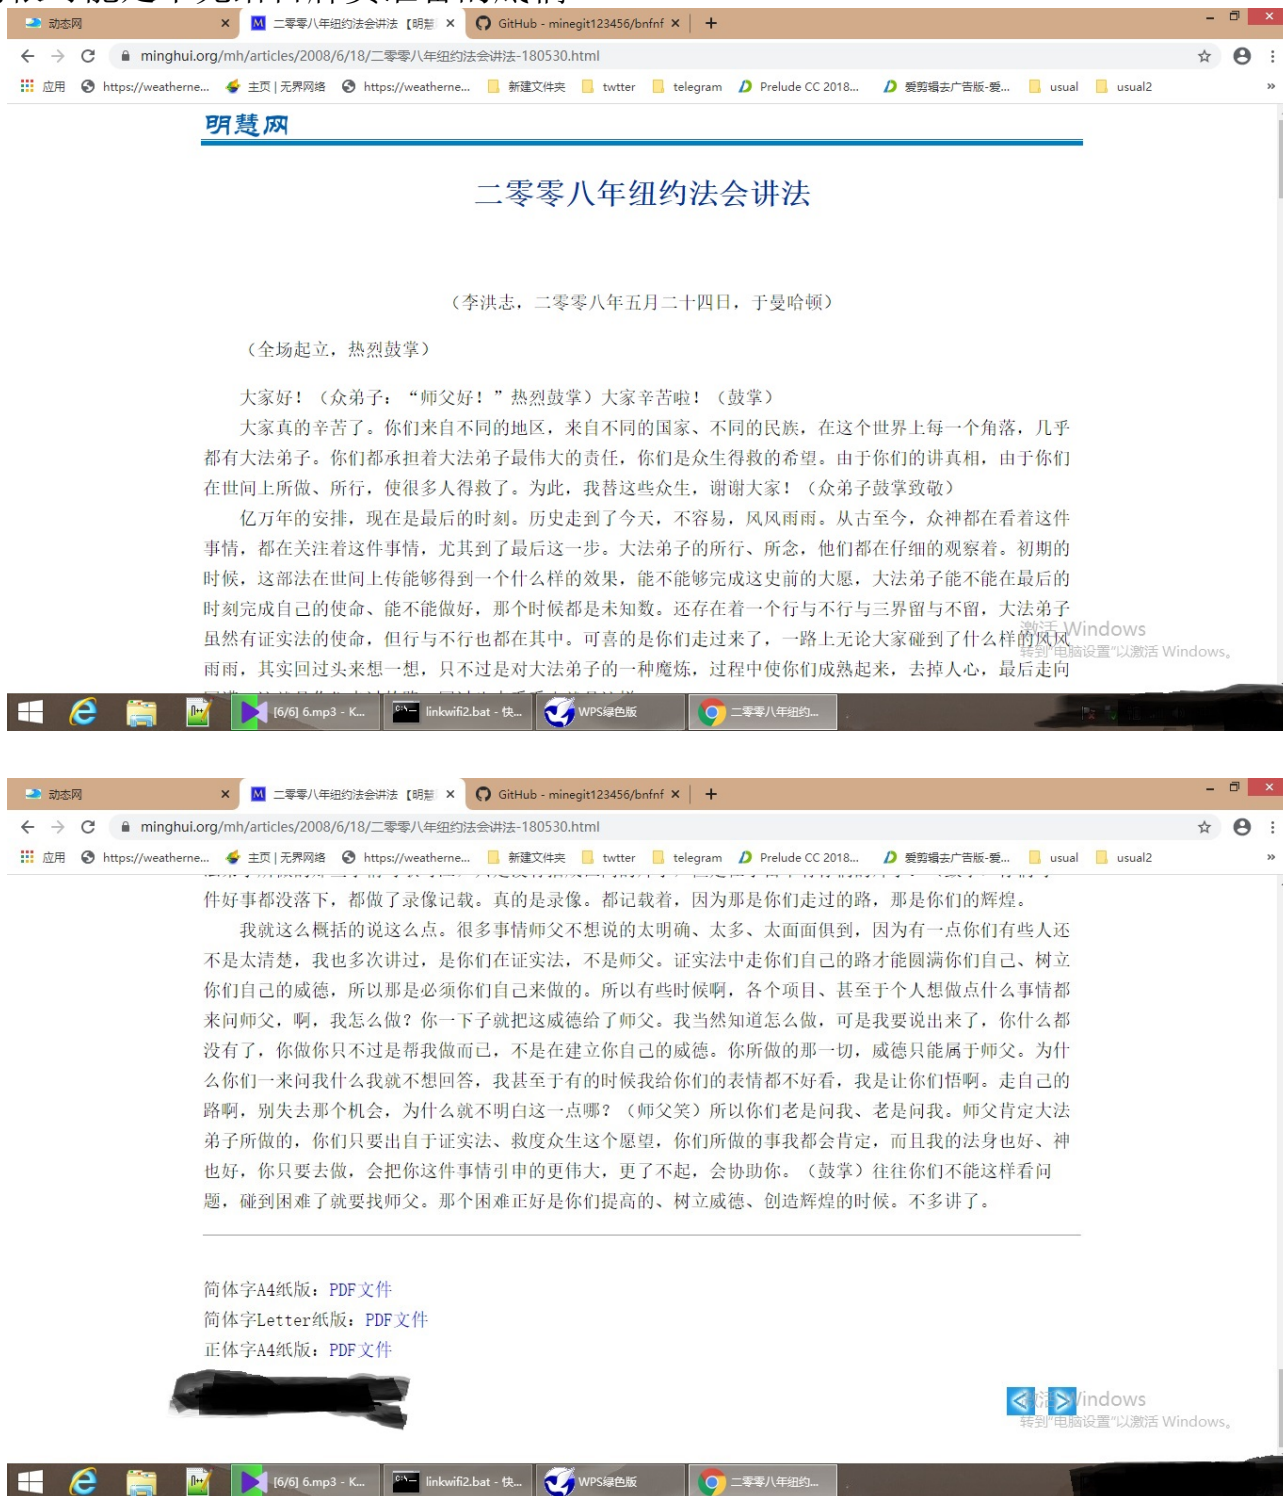 动态网
二零零八年纽约法会讲法 【明慧
GitHub - minegit123456/bnfnf
minghui.org/mh/articles/2008/6/18/二零零八年纽约法会讲法-180530.html
应用 https://weatherne... 主页 | 无界网络 https://weatherne... 新建文件夹 twtter telegram Prelude CC 2018... 爱剪辑去广告版-爱... usual usual2 »
明慧网
二零零八年纽约法会讲法
（李洪志，二零零八年五月二十四日，于曼哈顿）
（全场起立，热烈鼓掌）
大家好！（众弟子：“师父好！”热烈鼓掌）大家辛苦啦！（鼓掌）
大家真的辛苦了。你们来自不同的地区，来自不同的国家、不同的民族，在这个世界上每一个角落，几乎
都有大法弟子。你们都承担着大法弟子最伟大的责任，你们是众生得救的希望。由于你们的讲真相，由于你们
在世间上所做、所行，使很多人得救了。为此，我替这些众生，谢谢大家！（众弟子鼓掌致敬）
亿万年的安排，现在是最后的时刻。历史走到了今天，不容易，风风雨雨。从古至今，众神都在看着这件
事情，都在关注着这件事情，尤其到了最后这一步。大法弟子的所行、所念，他们都在仔细的观察着。初期的
时候，这部法在世间上传能够得到一个什么样的效果，能不能够完成这史前的大愿，大法弟子能不能在最后的
时刻完成自己的使命、能不能做好，那个时候都是未知数。还存在着一个行与不行与三界留与不留，大法弟子
虽然有证实法的使命，但行与不行也都在其中。可喜的是你们走过来了，一路上无论大家碰到了什么样的风风
雨雨，其实回过头来想一想，只不过是对大法弟子的一种魔炼，过程中使你们成熟起来，去掉人心，最后走向
激活 Windows
转到“电脑设置”以激活 Windows。
[6/6] 6.mp3 - K... linkwifi2.bat - 快... WPS绿色版 二零零八年纽约...
动态网
二零零八年纽约法会讲法 【明慧
GitHub - minegit123456/bnfnf
minghui.org/mh/articles/2008/6/18/二零零八年纽约法会讲法-180530.html
应用 https://weatherne... 主页 | 无界网络 https://weatherne... 新建文件夹 twtter telegram Prelude CC 2018... 爱剪辑去广告版-爱... usual usual2 »
件好事都没落下，都做了录像记载。真的是录像。都记载着，因为那是你们走过的路，那是你们的辉煌。
我就这么概括的说这么点。很多事情师父不想说的太明确、太多、太面面俱到，因为有一点你们有些人还
不是太清楚，我也多次讲过，是你们在证实法，不是师父。证实法中走你们自己的路才能圆满你们自己、树立
你们自己的威德，所以那是必须你们自己来做的。所以有些时候啊，各个项目、甚至于个人想做点什么事情都
来问师父，啊，我怎么做？你一下子就把这威德给了师父。我当然知道怎么做，可是我要说出来了，你什么都
没有了，你做你只不过是帮我做而已，不是在建立你自己的威德。你所做的那一切，威德只能属于师父。为什
么你们一来问我什么我就不想回答，我甚至于有的时候我给你们的表情都不好看，我是让你们悟啊。走自己的
路啊，别失去那个机会，为什么就不明白这一点哪？（师父笑）所以你们老是问我、老是问我。师父肯定大法
弟子所做的，你们只要出自于证实法、救度众生这个愿望，你们所做的事我都会肯定，而且我的法身也好、神
也好，你只要去做，会把你这件事情引申的更伟大，更了不起，会协助你。（鼓掌）往往你们不能这样看问
题，碰到困难了就要找师父。那个困难正好是你们提高的、树立威德、创造辉煌的时候。不多讲了。
简体字A4纸版：PDF文件
简体字Letter纸版：PDF文件
正体字A4纸版：PDF文件
激活 Windows
转到“电脑设置”以激活 Windows。
[6/6] 6.mp3 - K... linkwifi2.bat - 快... WPS绿色版 二零零八年纽约...